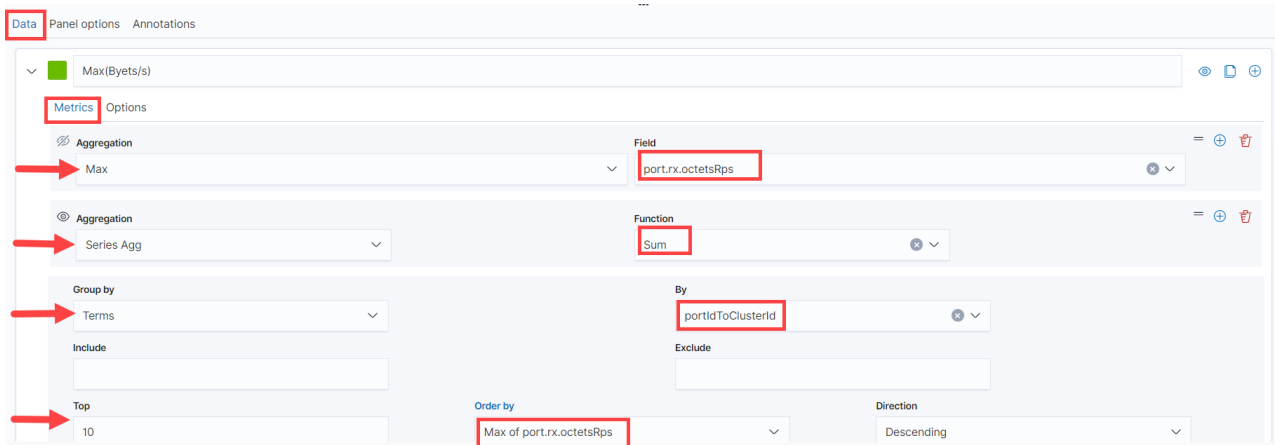 Data Panel options Annotations
Max(Byets/s)
Metrics Options
Aggregation Field
Max port.rx.octetsRps
Aggregation Function
Series Agg Sum
Group by By
Terms portIdToClusterId
Include Exclude
Top Order by Direction
10 Max of port.rx.octetsRps Descending